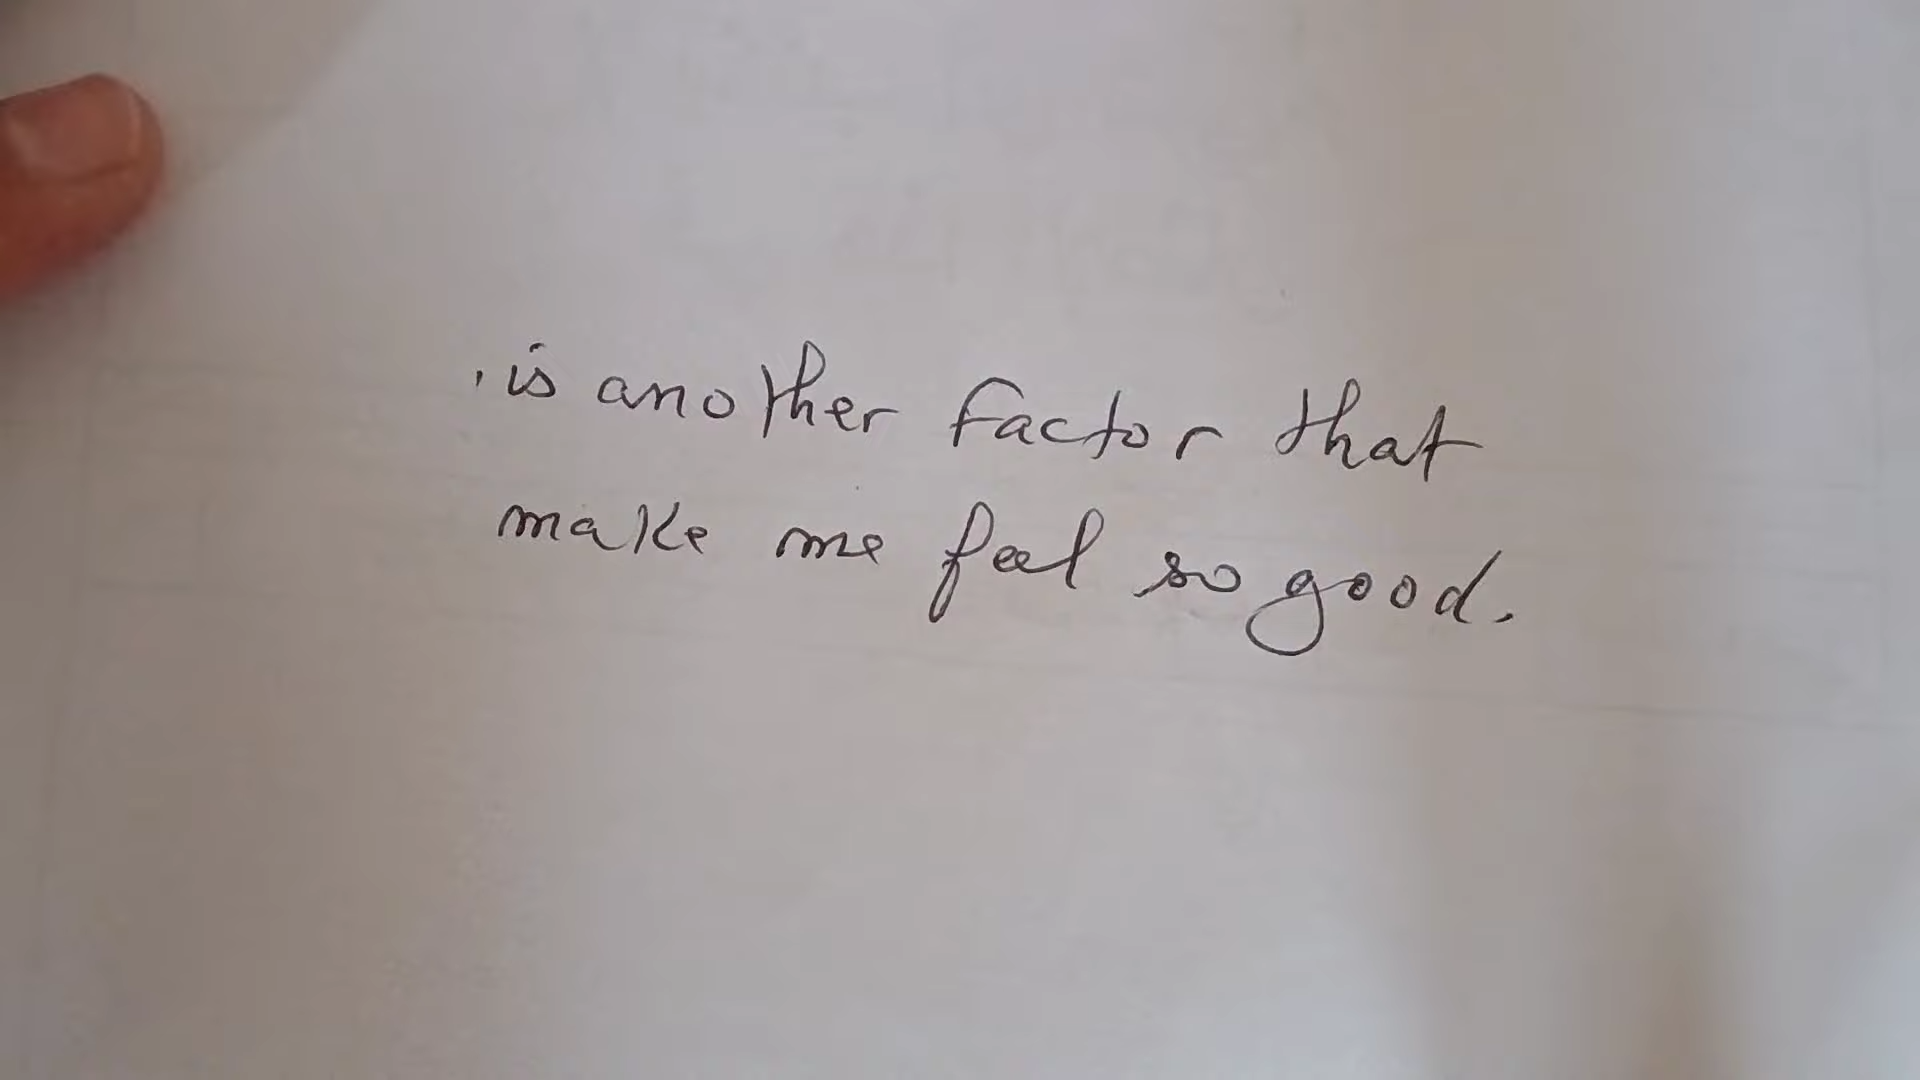 . is another factor that
make me feel so good.